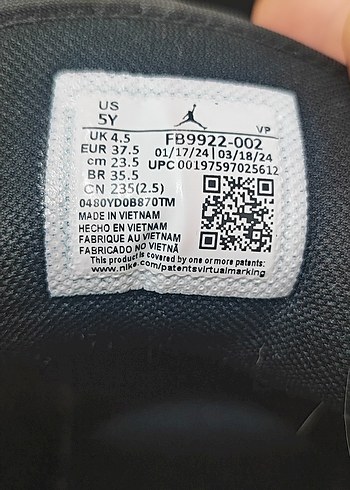 US
5Y
VP
UK 4.5
FB9922-002
EUR 37.5
01/17/24 | 03/18/24
cm 23.5
UPC 00197597025612
BR 35.5
CN 235(2.5)
0480YD0B870TM
MADE IN VIETNAM
HECHO EN VIETNAM
FABRIQUE AU VIETNAM
FABRICADO NO VIETNÃ
This product is covered by one or more patents:
www.nike.com/patentsvirtualmarking